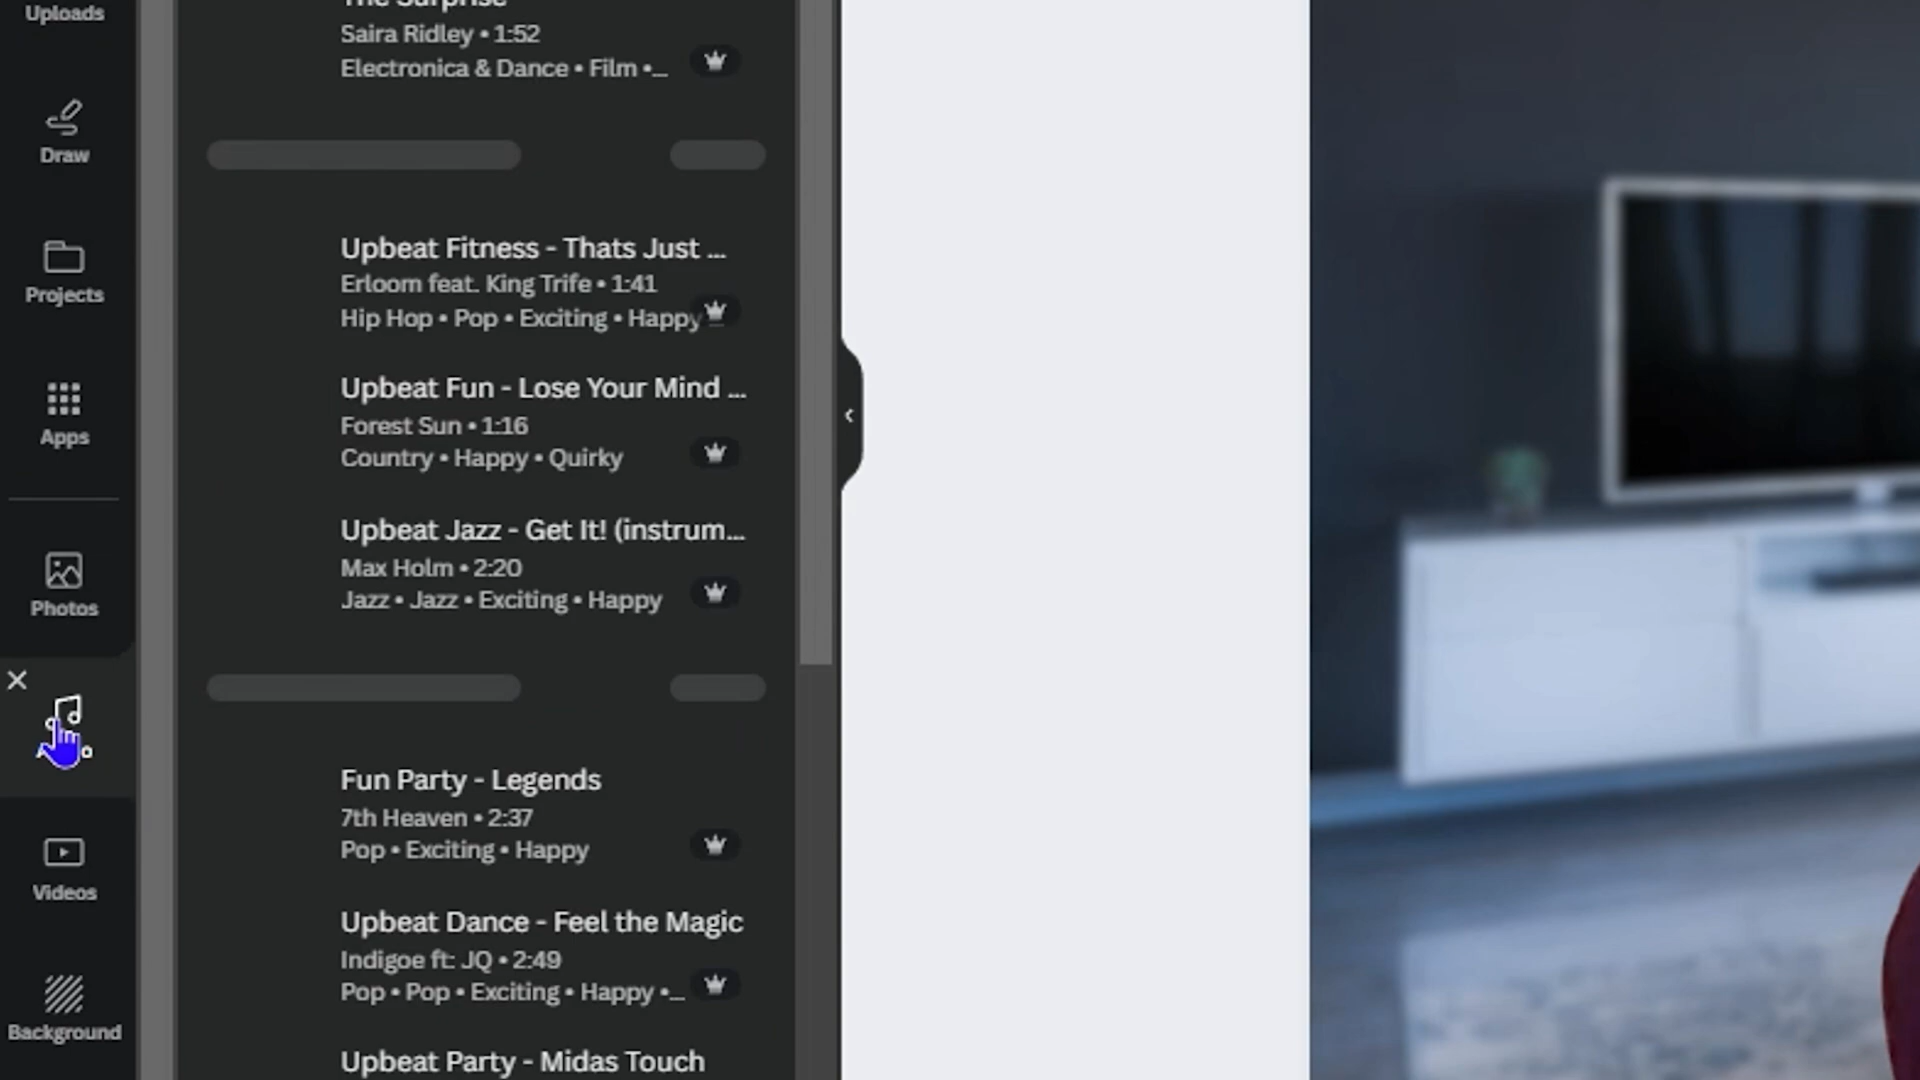 Uploads
Draw
Projects
Apps
Photos
Videos
Background
The Surprise
Saira Ridley • 1:52
Electronica & Dance • Film •...
Upbeat Fitness - Thats Just ...
Erloom feat. King Trife • 1:41
Hip Hop • Pop • Exciting • Happy
Upbeat Fun - Lose Your Mind ...
Forest Sun • 1:16
Country • Happy • Quirky
Upbeat Jazz - Get It! (instrum...
Max Holm • 2:20
Jazz • Jazz • Exciting • Happy
Fun Party - Legends
7th Heaven • 2:37
Pop • Exciting • Happy
Upbeat Dance - Feel the Magic
Indigoe ft: JQ • 2:49
Pop • Pop • Exciting • Happy •...
Upbeat Party - Midas Touch